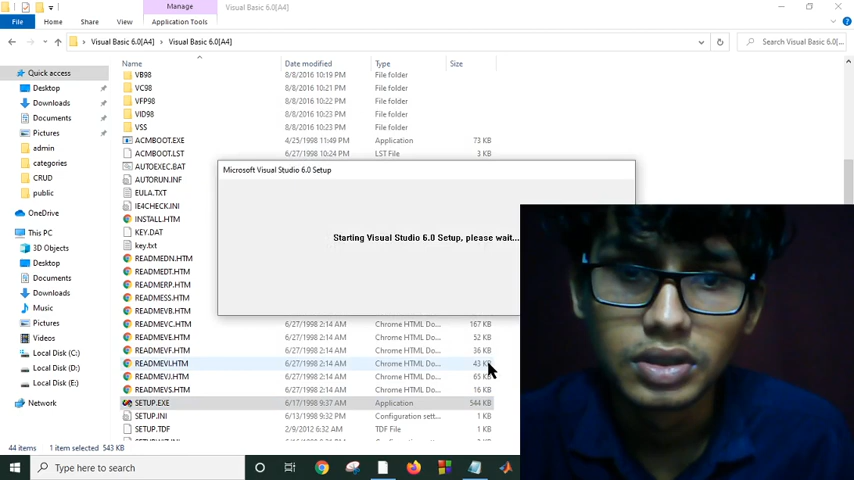 Manage
Visual Basic 6.0[A4]
File
Home
Share
View
Application Tools
Visual Basic 6.0[A4]
Visual Basic 6.0[A4]
Search Visual Basic 6.0[...
Name
Date modified
Type
Size
Quick access
Desktop
Downloads
Documents
Pictures
admin
categories
CRUD
public
OneDrive
This PC
3D Objects
Desktop
Documents
Downloads
Music
Pictures
Videos
Local Disk (C:)
Local Disk (D:)
Local Disk (E:)
Network
VB98 8/8/2016 10:19 PM File folder
VC98 8/8/2016 10:21 PM File folder
VFP98 8/8/2016 10:22 PM File folder
VID98 8/8/2016 10:23 PM File folder
VSS 8/8/2016 10:23 PM File folder
ACMBOOT.EXE 4/25/1998 11:49 PM Application 73 KB
ACMBOOT.LST 6/27/1998 10:24 PM LST File 3 KB
AUTOEXEC.BAT
AUTORUN.INF
EULA.TXT
IE4CHECK.INI
INSTALL.HTM
KEY.DAT
key.txt
READMEDN.HTM
READMEDT.HTM
READMERP.HTM
READMESS.HTM
READMEVB.HTM
READMEVC.HTM 6/27/1998 2:14 AM Chrome HTML Do... 167 KB
READMEVE.HTM 6/27/1998 2:14 AM Chrome HTML Do... 52 KB
READMEVF.HTM 6/27/1998 2:14 AM Chrome HTML Do... 36 KB
READMEVI.HTM 6/27/1998 2:14 AM Chrome HTML Do... 43 KB
READMEVJ.HTM 6/27/1998 2:14 AM Chrome HTML Do... 65 KB
READMEVS.HTM 6/27/1998 2:14 AM Chrome HTML Do... 16 KB
SETUP.EXE 6/17/1998 9:37 AM Application 544 KB
SETUP.INI 6/13/1998 9:32 PM Configuration sett... 1 KB
SETUP.TDF 2/9/2012 6:32 AM TDF File 1 KB
Microsoft Visual Studio 6.0 Setup
Starting Visual Studio 6.0 Setup, please wait...
44 items 1 item selected 543 KB
Type here to search